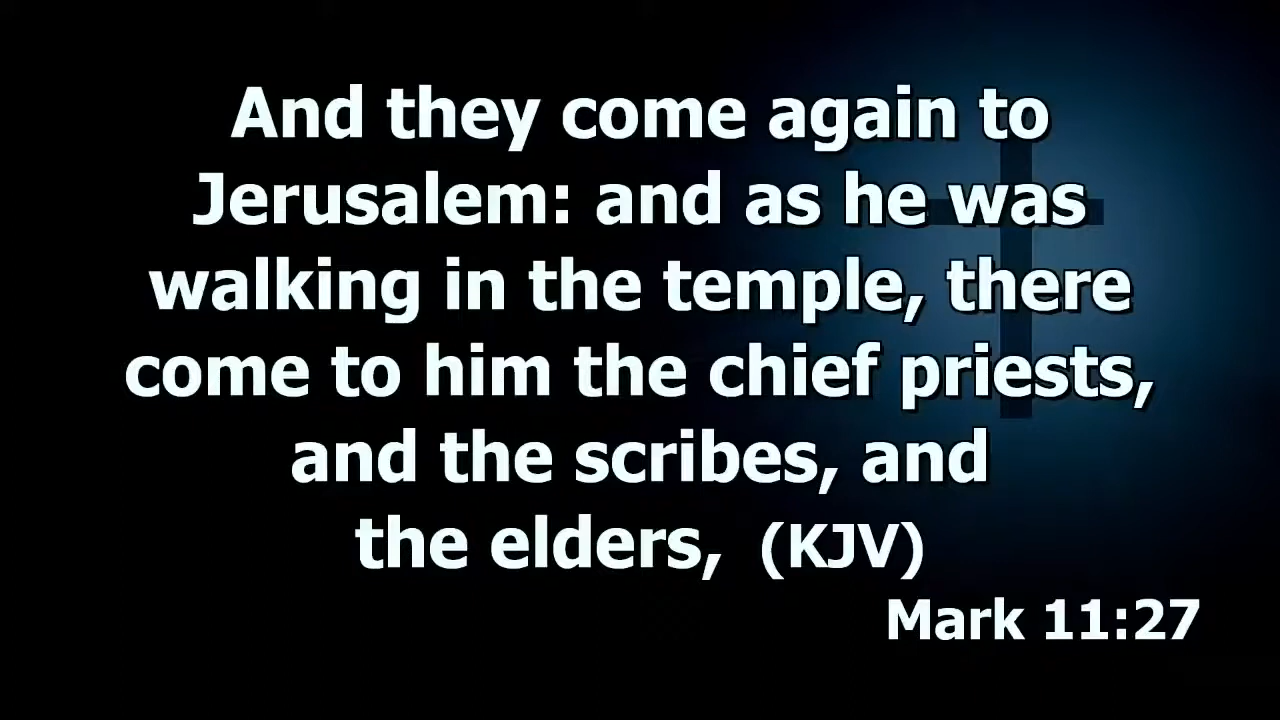 And they come again to
Jerusalem: and as he was
walking in the temple, there
come to him the chief priests,
and the scribes, and
the elders, (KJV)
Mark 11:27